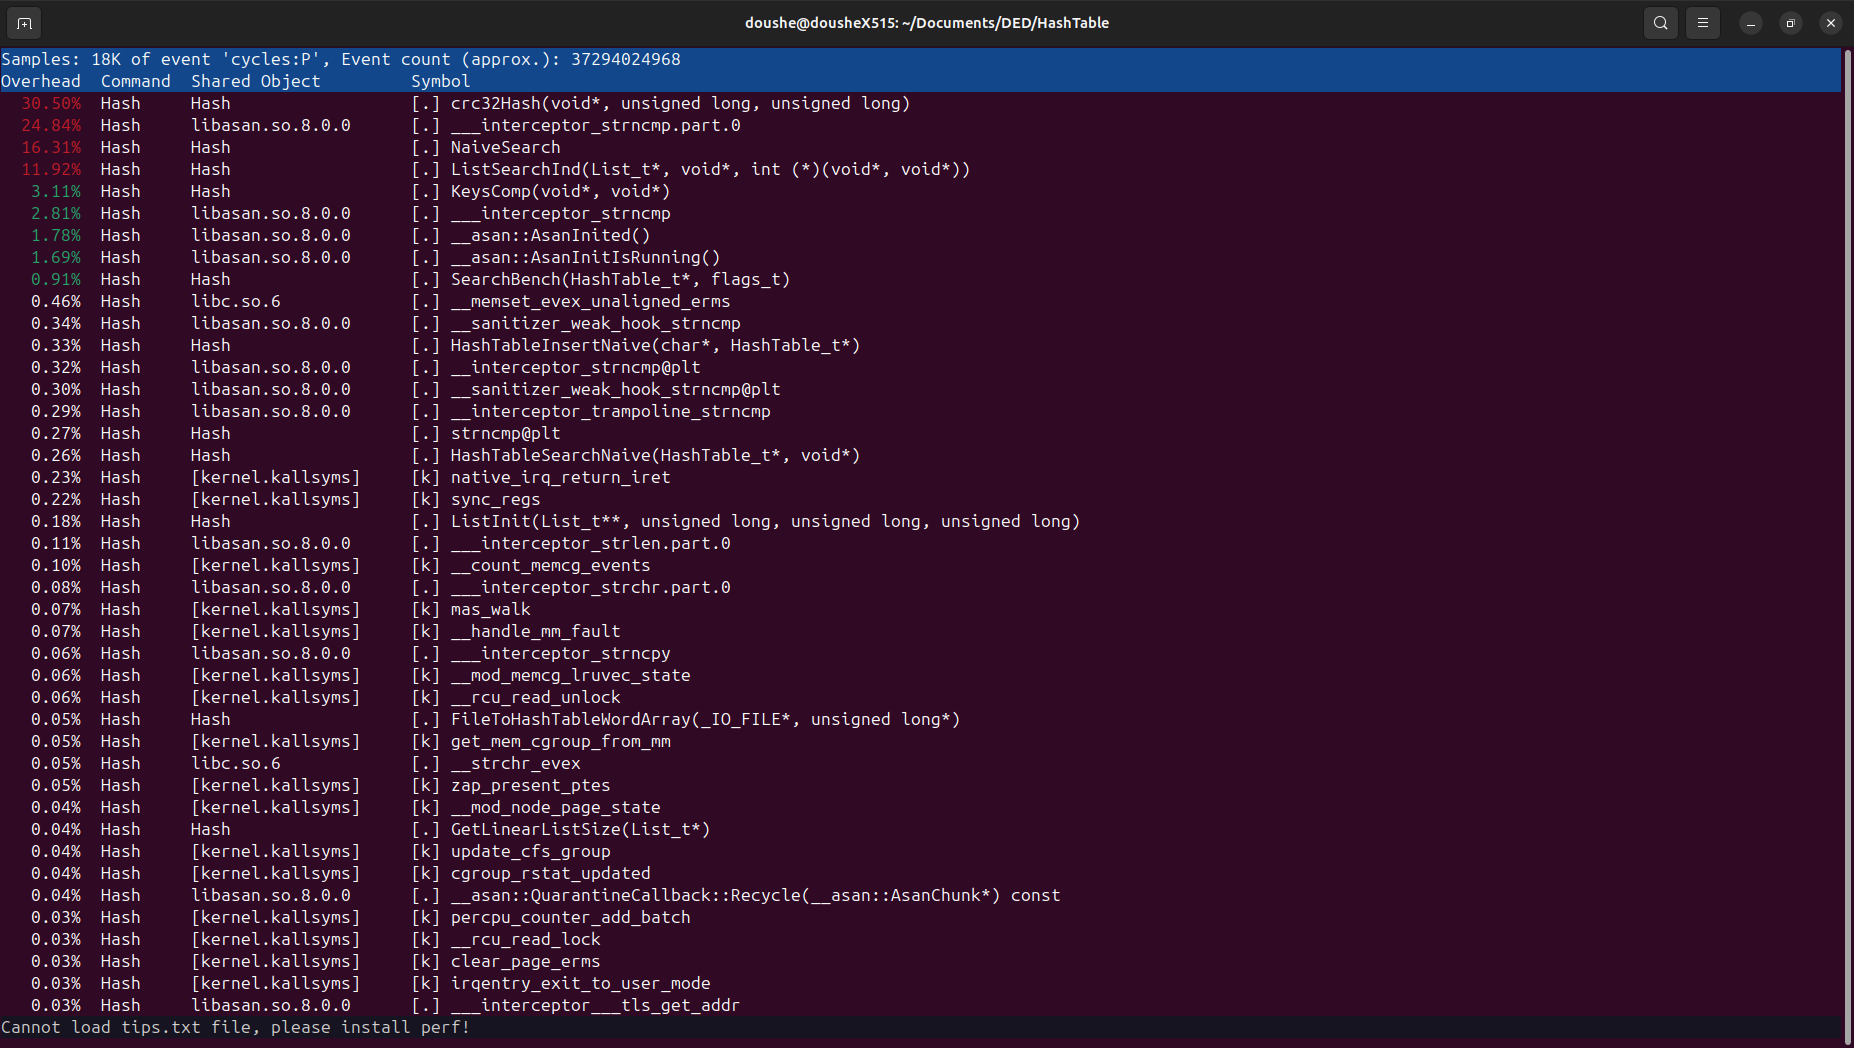 doushe@dousheX515: ~/Documents/DED/HashTable
Samples: 18K of event 'cycles:P', Event count (approx.): 37294024968
Overhead  Command  Shared Object         Symbol
30.50%  Hash     Hash                  [.] crc32Hash(void*, unsigned long, unsigned long)
24.84%  Hash     libasan.so.8.0.0      [.] ___interceptor_strncmp.part.0
16.31%  Hash     Hash                  [.] NaiveSearch
11.92%  Hash     Hash                  [.] ListSearchInd(List_t*, void*, int (*)(void*, void*))
3.11%  Hash     Hash                  [.] KeysComp(void*, void*)
2.81%  Hash     libasan.so.8.0.0      [.] ___interceptor_strncmp
1.78%  Hash     libasan.so.8.0.0      [.] __asan::AsanInited()
1.69%  Hash     libasan.so.8.0.0      [.] __asan::AsanInitIsRunning()
0.91%  Hash     Hash                  [.] SearchBench(HashTable_t*, flags_t)
0.46%  Hash     libc.so.6             [.] __memset_evex_unaligned_erms
0.34%  Hash     libasan.so.8.0.0      [.] __sanitizer_weak_hook_strncmp
0.33%  Hash     Hash                  [.] HashTableInsertNaive(char*, HashTable_t*)
0.32%  Hash     libasan.so.8.0.0      [.] __interceptor_strncmp@plt
0.30%  Hash     libasan.so.8.0.0      [.] __sanitizer_weak_hook_strncmp@plt
0.29%  Hash     libasan.so.8.0.0      [.] __interceptor_trampoline_strncmp
0.27%  Hash     Hash                  [.] strncmp@plt
0.26%  Hash     Hash                  [.] HashTableSearchNaive(HashTable_t*, void*)
0.23%  Hash     [kernel.kallsyms]     [k] native_irq_return_iret
0.22%  Hash     [kernel.kallsyms]     [k] sync_regs
0.18%  Hash     Hash                  [.] ListInit(List_t**, unsigned long, unsigned long, unsigned long)
0.11%  Hash     libasan.so.8.0.0      [.] ___interceptor_strlen.part.0
0.10%  Hash     [kernel.kallsyms]     [k] __count_memcg_events
0.08%  Hash     libasan.so.8.0.0      [.] ___interceptor_strchr.part.0
0.07%  Hash     [kernel.kallsyms]     [k] mas_walk
0.07%  Hash     [kernel.kallsyms]     [k] __handle_mm_fault
0.06%  Hash     libasan.so.8.0.0      [.] ___interceptor_strncpy
0.06%  Hash     [kernel.kallsyms]     [k] __mod_memcg_lruvec_state
0.06%  Hash     [kernel.kallsyms]     [k] __rcu_read_unlock
0.05%  Hash     Hash                  [.] FileToHashTableWordArray(_IO_FILE*, unsigned long*)
0.05%  Hash     [kernel.kallsyms]     [k] get_mem_cgroup_from_mm
0.05%  Hash     libc.so.6             [.] __strchr_evex
0.05%  Hash     [kernel.kallsyms]     [k] zap_present_ptes
0.04%  Hash     [kernel.kallsyms]     [k] __mod_node_page_state
0.04%  Hash     Hash                  [.] GetLinearListSize(List_t*)
0.04%  Hash     [kernel.kallsyms]     [k] update_cfs_group
0.04%  Hash     [kernel.kallsyms]     [k] cgroup_rstat_updated
0.04%  Hash     libasan.so.8.0.0      [.] __asan::QuarantineCallback::Recycle(__asan::AsanChunk*) const
0.03%  Hash     [kernel.kallsyms]     [k] percpu_counter_add_batch
0.03%  Hash     [kernel.kallsyms]     [k] __rcu_read_lock
0.03%  Hash     [kernel.kallsyms]     [k] clear_page_erms
0.03%  Hash     [kernel.kallsyms]     [k] irqentry_exit_to_user_mode
0.03%  Hash     libasan.so.8.0.0      [.] ___interceptor___tls_get_addr
Cannot load tips.txt file, please install perf!